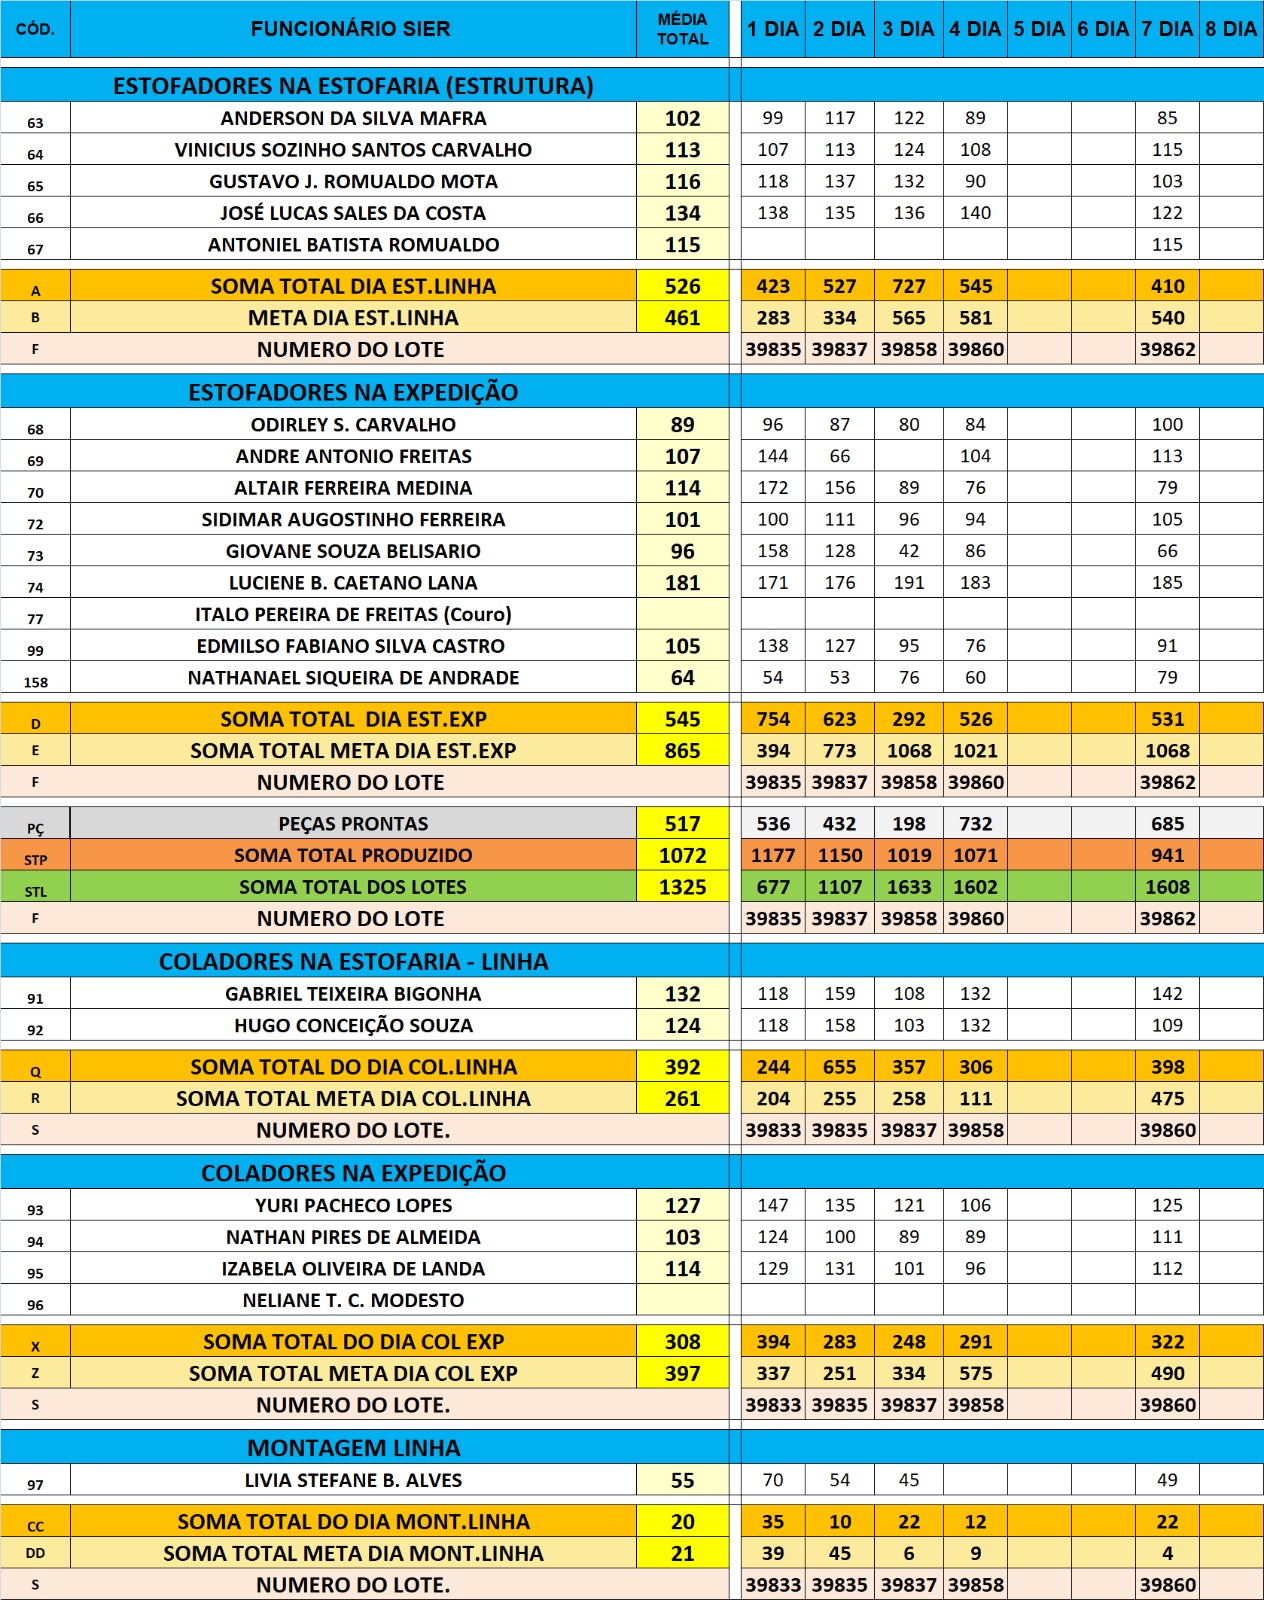 CÓD. FUNCIONÁRIO SIER MÉDIA TOTAL 1 DIA 2 DIA 3 DIA 4 DIA 5 DIA 6 DIA 7 DIA 8 DIA
ESTOFADORES NA ESTOFARIA (ESTRUTURA)
63 ANDERSON DA SILVA MAFRA 102 99 117 122 89 85
64 VINICIUS SOZINHO SANTOS CARVALHO 113 107 113 124 108 115
65 GUSTAVO J. ROMUALDO MOTA 116 118 137 132 90 103
66 JOSÉ LUCAS SALES DA COSTA 134 138 135 136 140 122
67 ANTONIEL BATISTA ROMUALDO 115 115
A SOMA TOTAL DIA EST.LINHA 526 423 527 727 545 410
B META DIA EST.LINHA 461 283 334 565 581 540
F NUMERO DO LOTE 39835 39837 39858 39860 39862
ESTOFADORES NA EXPEDIÇÃO
68 ODIRLEY S. CARVALHO 89 96 87 80 84 100
69 ANDRE ANTONIO FREITAS 107 144 66 104 113
70 ALTAIR FERREIRA MEDINA 114 172 156 89 76 79
72 SIDIMAR AUGOSTINHO FERREIRA 101 100 111 96 94 105
73 GIOVANE SOUZA BELISARIO 96 158 128 42 86 66
74 LUCIENE B. CAETANO LANA 181 171 176 191 183 185
77 ITALO PEREIRA DE FREITAS (Couro)
99 EDMILSO FABIANO SILVA CASTRO 105 138 127 95 76 91
158 NATHANAEL SIQUEIRA DE ANDRADE 64 54 53 76 60 79
D SOMA TOTAL DIA EST.EXP 545 754 623 292 526 531
E SOMA TOTAL META DIA EST.EXP 865 394 773 1068 1021 1068
F NUMERO DO LOTE 39835 39837 39858 39860 39862
PÇ PEÇAS PRONTAS 517 536 432 198 732 685
STP SOMA TOTAL PRODUZIDO 1072 1177 1150 1019 1071 941
STL SOMA TOTAL DOS LOTES 1325 677 1107 1633 1602 1608
F NUMERO DO LOTE 39835 39837 39858 39860 39862
COLADORES NA ESTOFARIA - LINHA
91 GABRIEL TEIXEIRA BIGONHA 132 118 159 108 132 142
92 HUGO CONCEIÇÃO SOUZA 124 118 158 103 132 109
Q SOMA TOTAL DO DIA COL.LINHA 392 244 655 357 306 398
R SOMA TOTAL META DIA COL.LINHA 261 204 255 258 111 475
S NUMERO DO LOTE. 39833 39835 39837 39858 39860
COLADORES NA EXPEDIÇÃO
93 YURI PACHECO LOPES 127 147 135 121 106 125
94 NATHAN PIRES DE ALMEIDA 103 124 100 89 89 111
95 IZABELA OLIVEIRA DE LANDA 114 129 131 101 96 112
96 NELIANE T. C. MODESTO
X SOMA TOTAL DO DIA COL EXP 308 394 283 248 291 322
Z SOMA TOTAL META DIA COL EXP 397 337 251 334 575 490
S NUMERO DO LOTE. 39833 39835 39837 39858 39860
MONTAGEM LINHA
97 LIVIA STEFANE B. ALVES 55 70 54 45 49
CC SOMA TOTAL DO DIA MONT.LINHA 20 35 10 22 12 22
DD SOMA TOTAL META DIA MONT.LINHA 21 39 45 6 9 4
S NUMERO DO LOTE. 39833 39835 39837 39858 39860